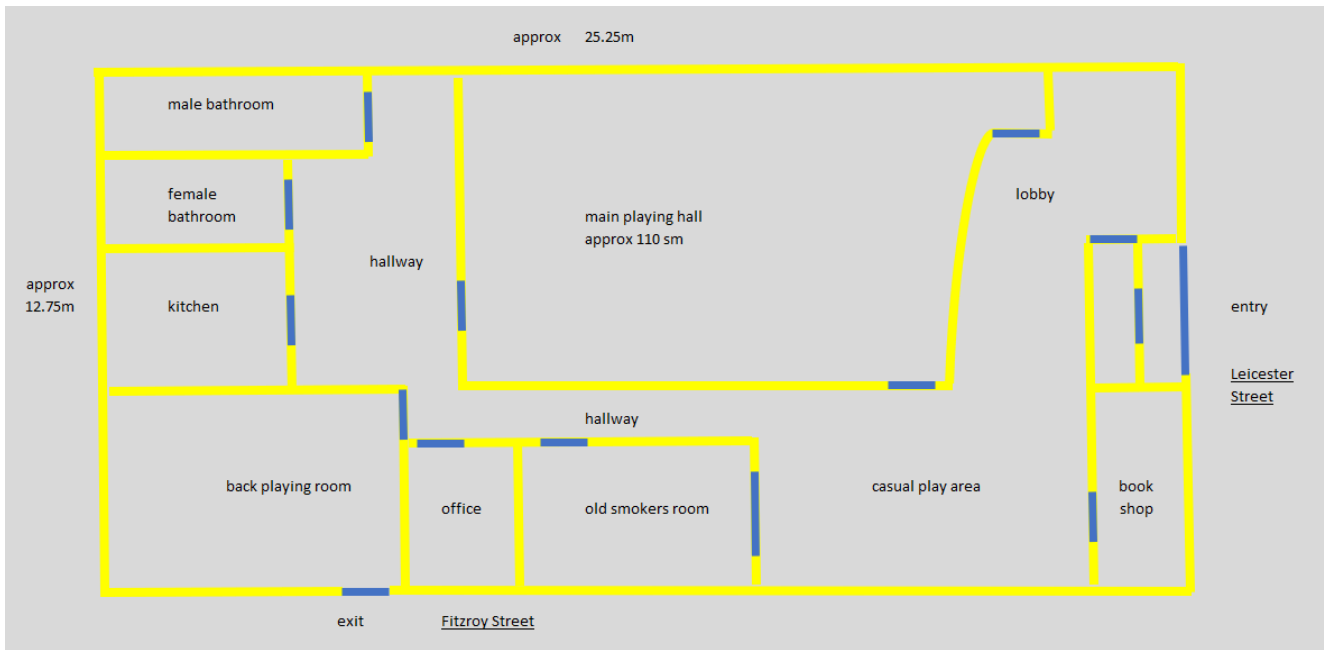 approx 25.25m
male bathroom
female
bathroom
lobby
main playing hall
approx 110 sm
hallway
approx
12.75m
kitchen
entry
Leicester
Street
hallway
back playing room
casual play area
book
shop
office
old smokers room
exit
Fitzroy Street